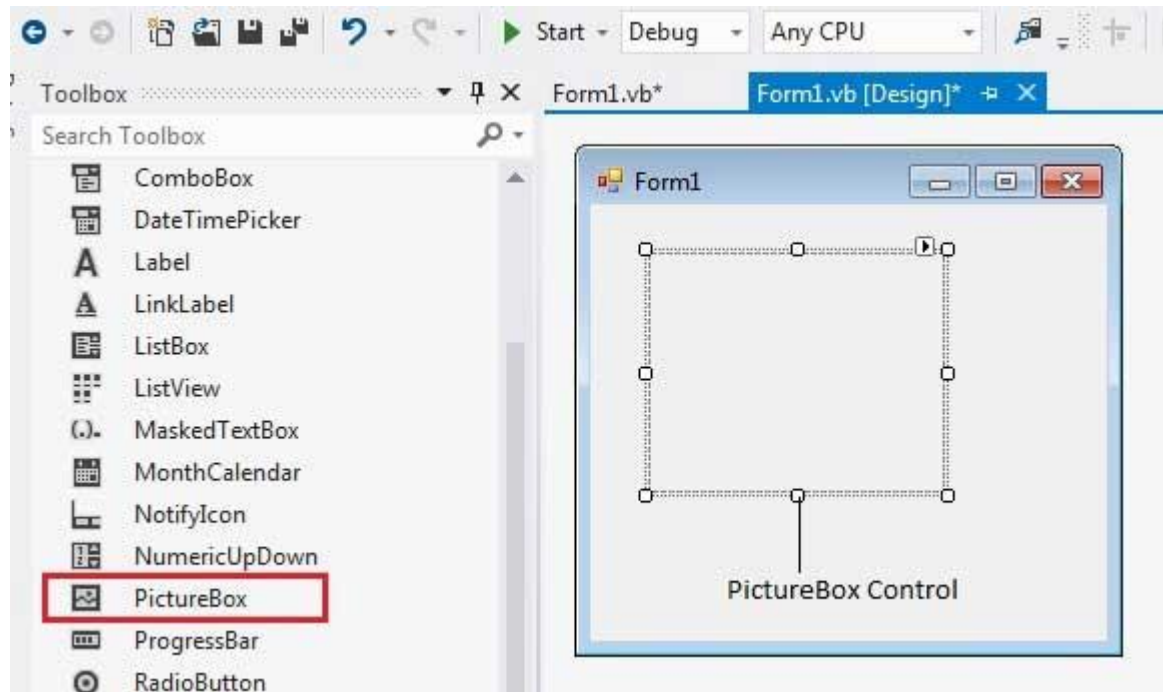 Start Debug Any CPU
Toolbox
Search Toolbox
ComboBox
DateTimePicker
Label
LinkLabel
ListBox
ListView
MaskedTextBox
MonthCalendar
NotifyIcon
NumericUpDown
PictureBox
ProgressBar
RadioButton
Form1.vb* Form1.vb [Design]*
Form1
PictureBox Control